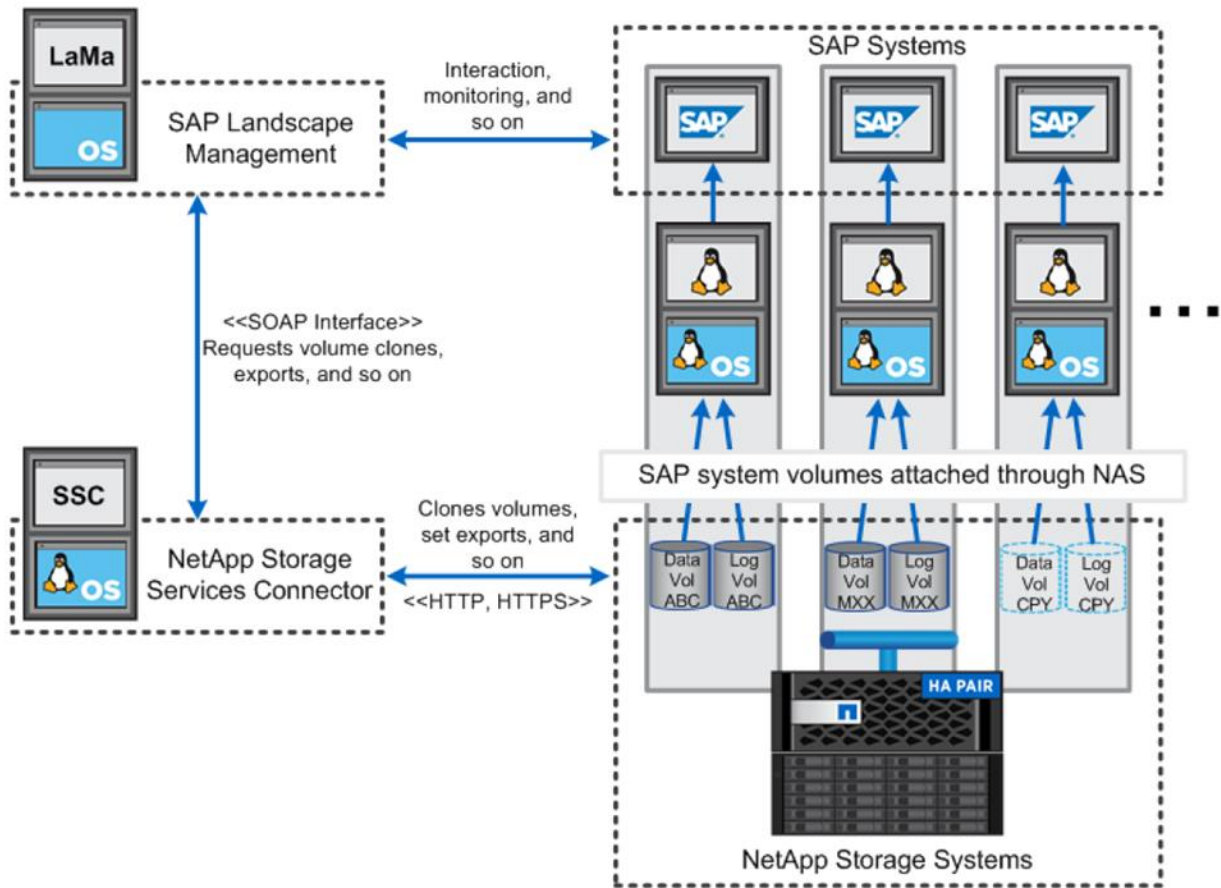 LaMa
OS
SAP Landscape
Management
Interaction,
monitoring, and
so on
SAP Systems
SAP
SAP
SAP
OS
OS
OS
<<SOAP Interface>>
Requests volume clones,
exports, and so on
SAP system volumes attached through NAS
SSC
OS
NetApp Storage
Services Connector
Clones volumes,
set exports, and
so on
<<HTTP, HTTPS>>
Data
Vol
ABC
Log
Vol
ABC
Data
Vol
MXX
Log
Vol
MXX
Data
Vol
CPY
Log
Vol
CPY
HA PAIR
NetApp Storage Systems